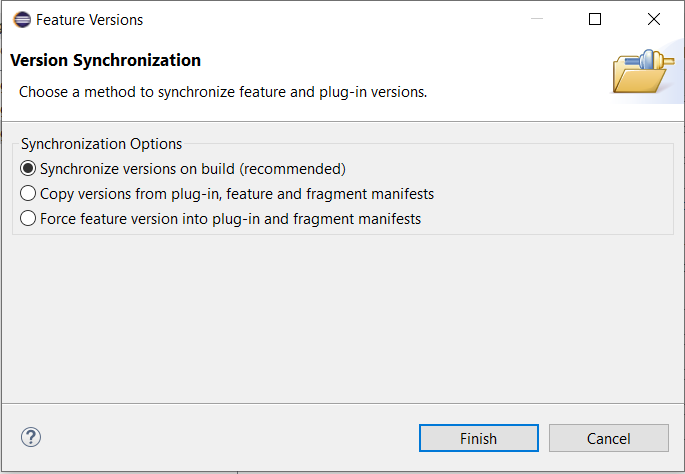 Feature Versions
Version Synchronization
Choose a method to synchronize feature and plug-in versions.
Synchronization Options
Synchronize versions on build (recommended)
Copy versions from plug-in, feature and fragment manifests
Force feature version into plug-in and fragment manifests
?
Finish
Cancel